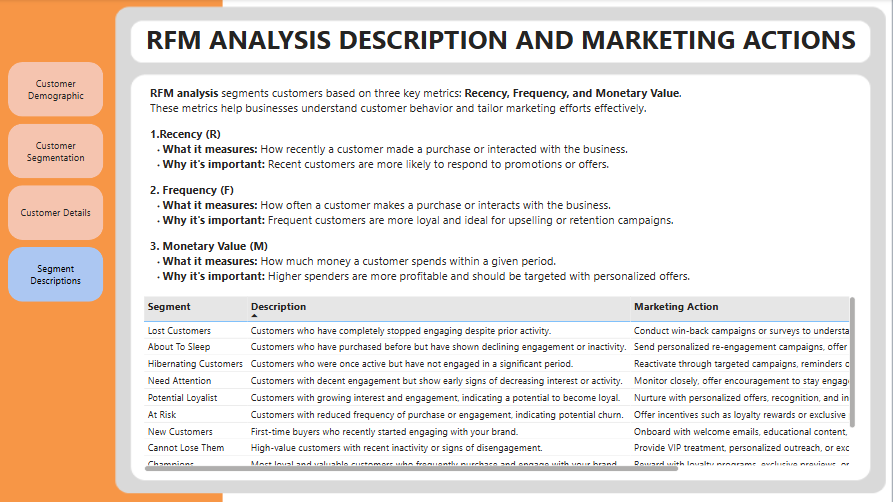 RFM ANALYSIS DESCRIPTION AND MARKETING ACTIONS
Customer
Demographic
Customer
Segmentation
Customer Details
Segment
Descriptions
RFM analysis segments customers based on three key metrics: Recency, Frequency, and Monetary Value.
These metrics help businesses understand customer behavior and tailor marketing efforts effectively.
1.Recency (R)
· What it measures: How recently a customer made a purchase or interacted with the business.
· Why it's important: Recent customers are more likely to respond to promotions or offers.
2. Frequency (F)
· What it measures: How often a customer makes a purchase or interacts with the business.
· Why it's important: Frequent customers are more loyal and ideal for upselling or retention campaigns.
3. Monetary Value (M)
· What it measures: How much money a customer spends within a given period.
· Why it's important: Higher spenders are more profitable and should be targeted with personalized offers.
Segment Description Marketing Action
Lost Customers Customers who have completely stopped engaging despite prior activity. Conduct win-back campaigns or surveys to understa
About To Sleep Customers who have purchased before but have shown declining engagement or inactivity. Send personalized re-engagement campaigns, offer
Hibernating Customers Customers who were once active but have not engaged in a significant period. Reactivate through targeted campaigns, reminders o
Need Attention Customers with decent engagement but show early signs of decreasing interest or activity. Monitor closely, offer encouragement to stay engag
Potential Loyalist Customers with growing interest and engagement, indicating a potential to become loyal. Nurture with personalized offers, recognition, and in
At Risk Customers with reduced frequency of purchase or engagement, indicating potential churn. Offer incentives such as loyalty rewards or exclusive
New Customers First-time buyers who recently started engaging with your brand. Onboard with welcome emails, educational content,
Cannot Lose Them High-value customers with recent inactivity or signs of disengagement. Provide VIP treatment, personalized outreach, or exc
Champions Most loyal and valuable customers who frequently purchase and engage with your brand. Reward with loyalty programs, exclusive previews, or